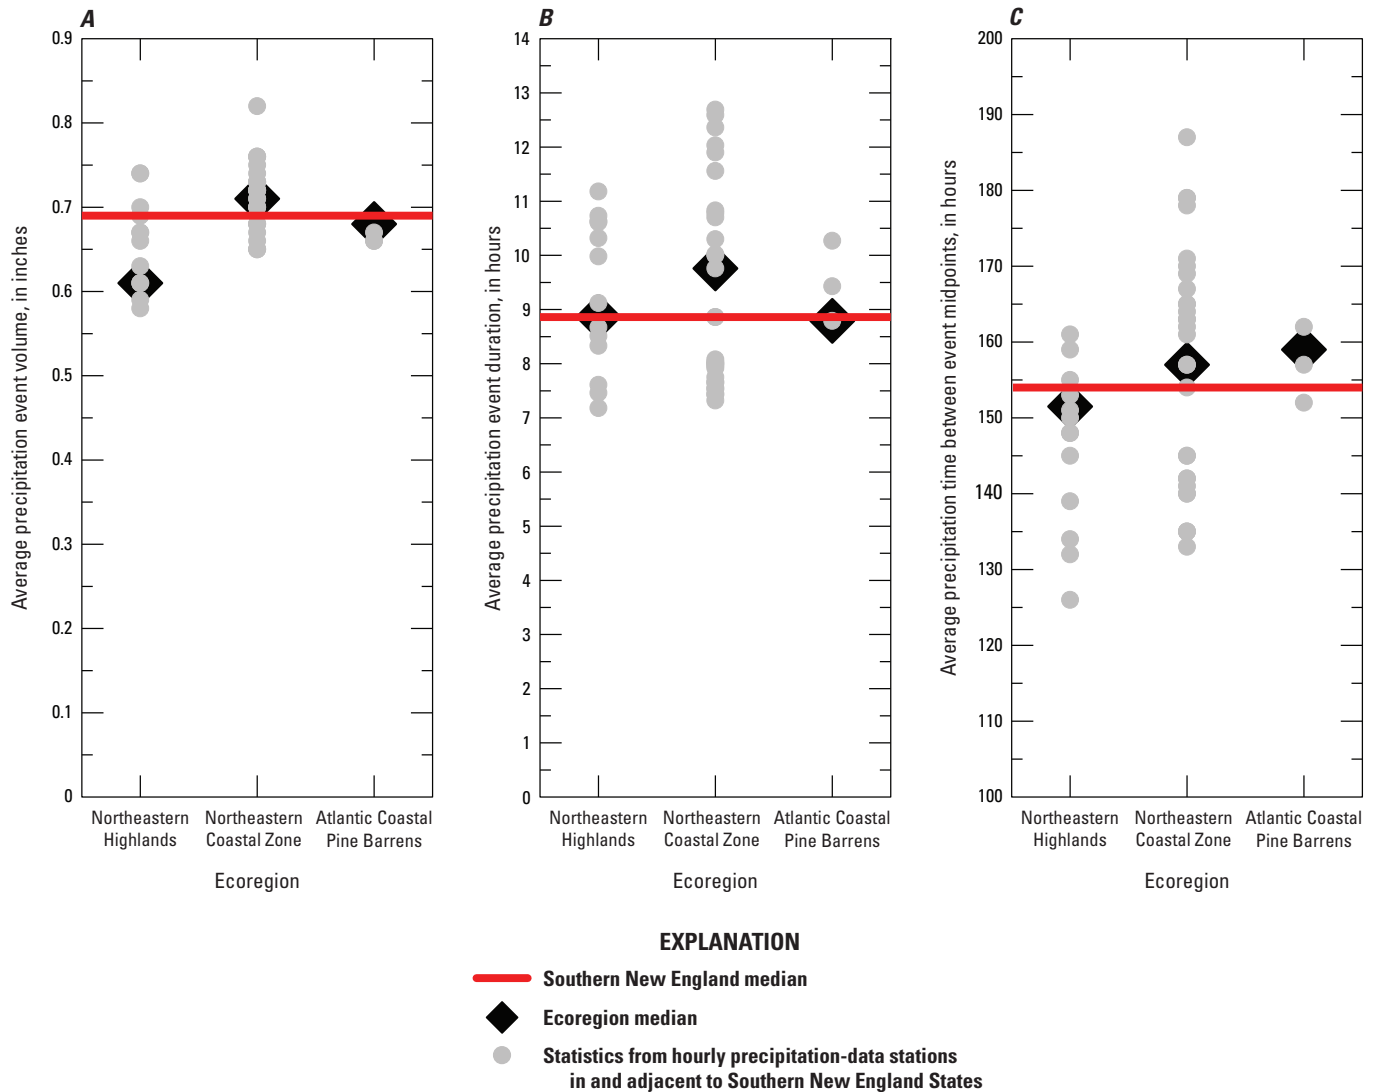 A
Average precipitation event volume, in inches
0.9
0.8
0.7
0.6
0.5
0.4
0.3
0.2
0.1
0
Northeastern
Highlands
Northeastern
Coastal Zone
Atlantic Coastal
Pine Barrens
Ecoregion
B
Average precipitation event duration, in hours
14
13
12
11
10
9
8
7
6
5
4
3
2
1
0
Northeastern
Highlands
Northeastern
Coastal Zone
Atlantic Coastal
Pine Barrens
Ecoregion
C
Average precipitation time between event midpoints, in hours
200
190
180
170
160
150
140
130
120
110
100
Northeastern
Highlands
Northeastern
Coastal Zone
Atlantic Coastal
Pine Barrens
Ecoregion
EXPLANATION
Southern New England median
Ecoregion median
Statistics from hourly precipitation-data stations
in and adjacent to Southern New England States